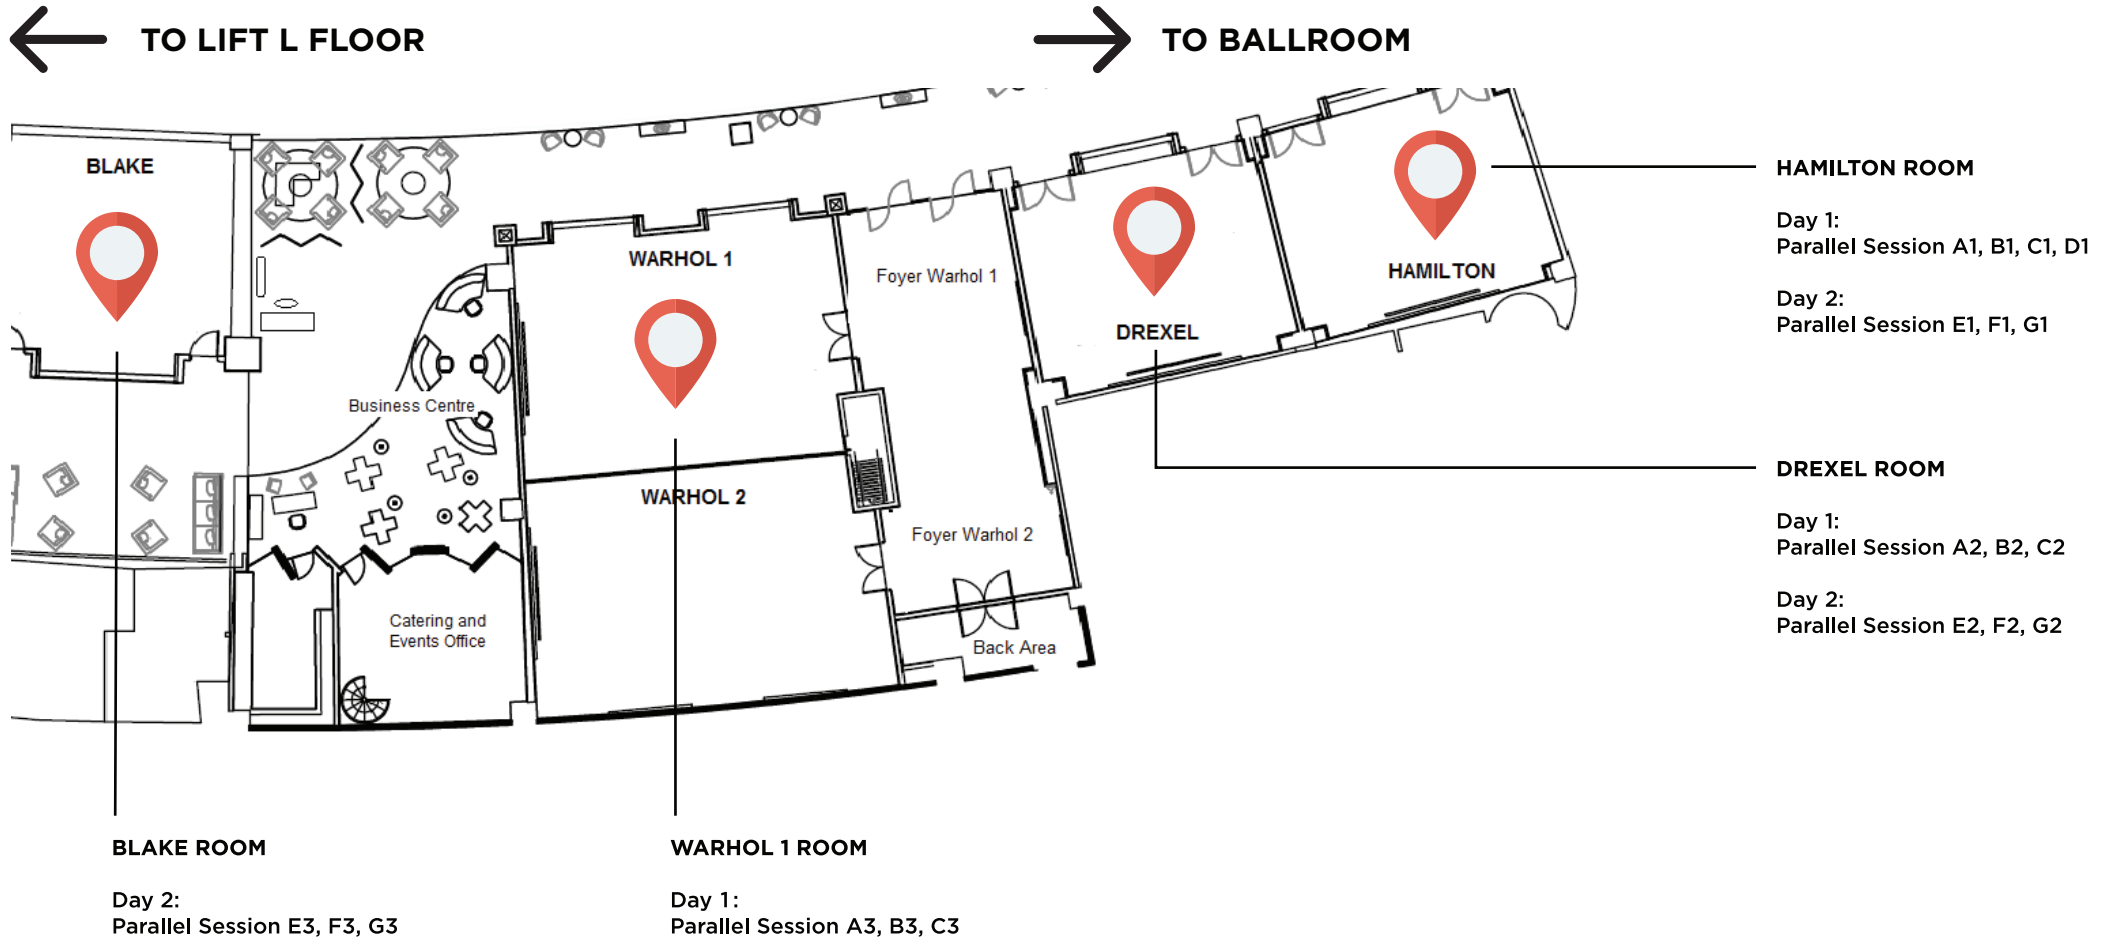 TO LIFT L FLOOR
TO BALLROOM
BLAKE
WARHOL 1
Foyer Warhol 1
HAMILTON
DREXEL
Business Centre
WARHOL 2
Foyer Warhol 2
Catering and
Events Office
Back Area
HAMILTON ROOM
Day 1:
Parallel Session A1, B1, C1, D1
Day 2:
Parallel Session E1, F1, G1
DREXEL ROOM
Day 1:
Parallel Session A2, B2, C2
Day 2:
Parallel Session E2, F2, G2
BLAKE ROOM
Day 2:
Parallel Session E3, F3, G3
WARHOL 1 ROOM
Day 1:
Parallel Session A3, B3, C3